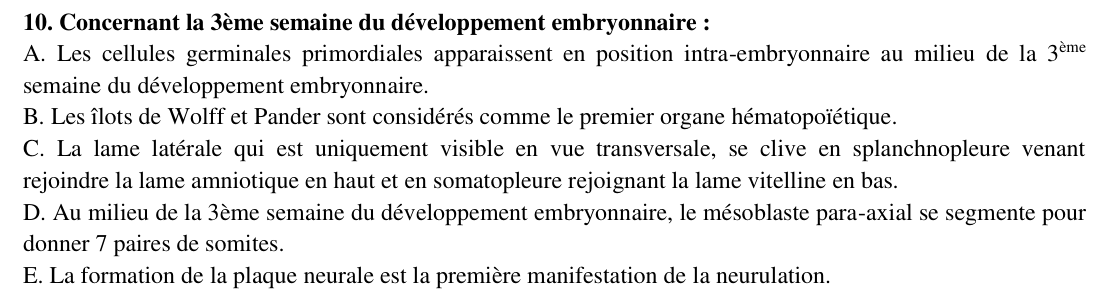 10. Concernant la 3ème semaine du développement embryonnaire :
A. Les cellules germinales primordiales apparaissent en position intra-embryonnaire au milieu de la 3ème
semaine du développement embryonnaire.
B. Les îlots de Wolff et Pander sont considérés comme le premier organe hématopoïétique.
C. La lame latérale qui est uniquement visible en vue transversale, se clive en splanchnopleure venant
rejoindre la lame amniotique en haut et en somatopleure rejoignant la lame vitelline en bas.
D. Au milieu de la 3ème semaine du développement embryonnaire, le mésoblaste para-axial se segmente pour
donner 7 paires de somites.
E. La formation de la plaque neurale est la première manifestation de la neurulation.